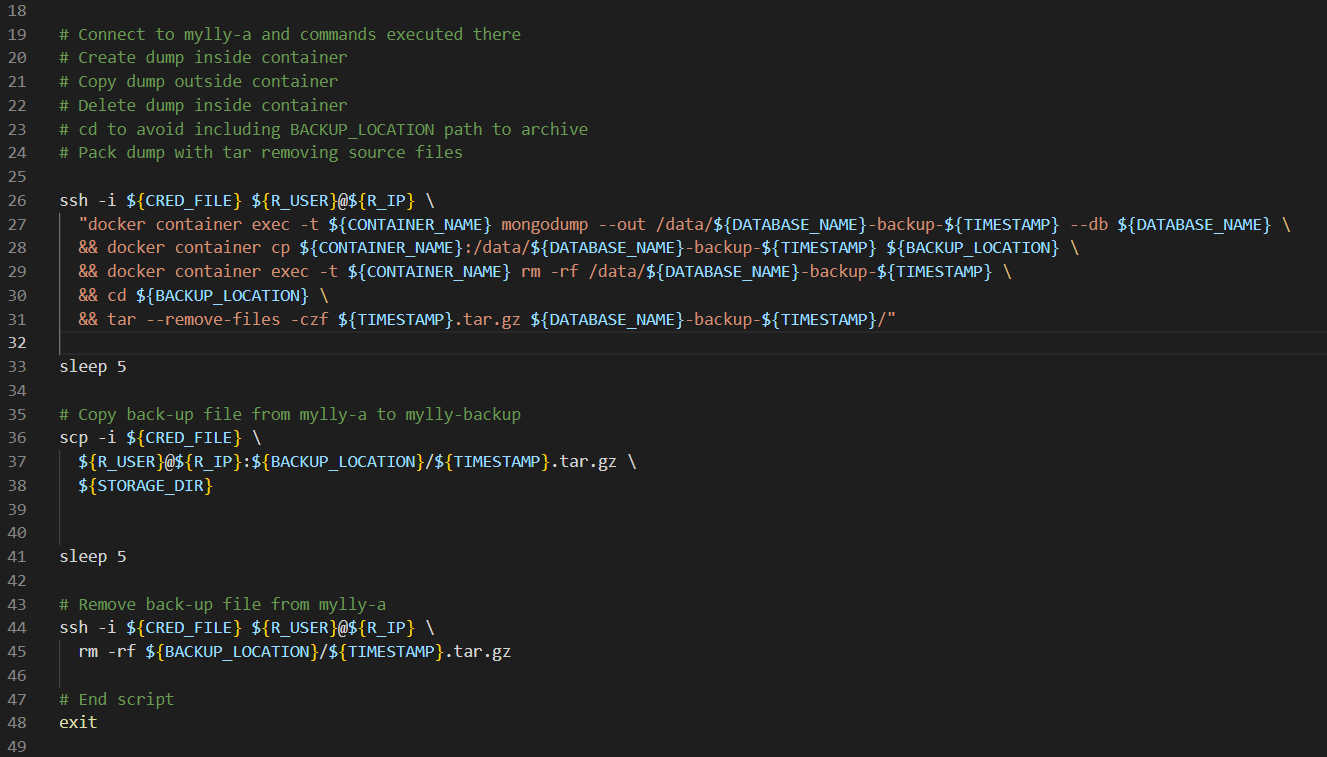 18
19 # Connect to mylly-a and commands executed there
20 # Create dump inside container
21 # Copy dump outside container
22 # Delete dump inside container
23 # cd to avoid including BACKUP_LOCATION path to archive
24 # Pack dump with tar removing source files
25
26 ssh -i ${CRED_FILE} ${R_USER}@${R_IP} \
27   "docker container exec -t ${CONTAINER_NAME} mongodump --out /data/${DATABASE_NAME}-backup-${TIMESTAMP} --db ${DATABASE_NAME} \
28   && docker container cp ${CONTAINER_NAME}:/data/${DATABASE_NAME}-backup-${TIMESTAMP} ${BACKUP_LOCATION} \
29   && docker container exec -t ${CONTAINER_NAME} rm -rf /data/${DATABASE_NAME}-backup-${TIMESTAMP} \
30   && cd ${BACKUP_LOCATION} \
31   && tar --remove-files -czf ${TIMESTAMP}.tar.gz ${DATABASE_NAME}-backup-${TIMESTAMP}/"
32
33 sleep 5
34
35 # Copy back-up file from mylly-a to mylly-backup
36 scp -i ${CRED_FILE} \
37   ${R_USER}@${R_IP}:${BACKUP_LOCATION}/${TIMESTAMP}.tar.gz \
38   ${STORAGE_DIR}
39
40
41 sleep 5
42
43 # Remove back-up file from mylly-a
44 ssh -i ${CRED_FILE} ${R_USER}@${R_IP} \
45   rm -rf ${BACKUP_LOCATION}/${TIMESTAMP}.tar.gz
46
47 # End script
48 exit
49